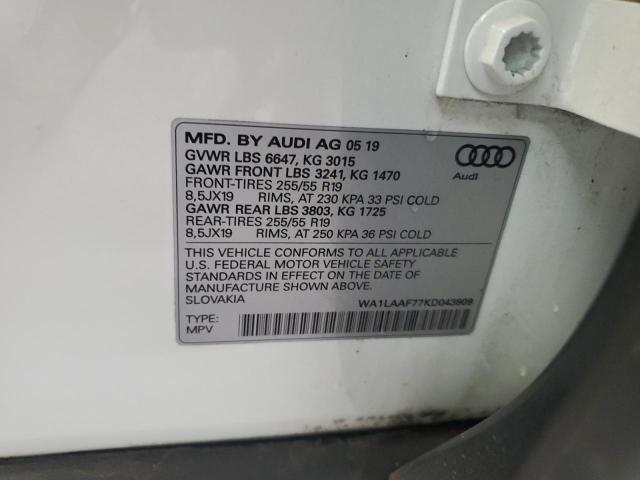 MFD. BY AUDI AG 05 19
GVWR LBS 6647, KG 3015
GAWR FRONT LBS 3241, KG 1470
FRONT-TIRES 255/55 R19
8,5JX19 RIMS, AT 230 KPA 33 PSI COLD
GAWR REAR LBS 3803, KG 1725
REAR-TIRES 255/55 R19
8,5JX19 RIMS, AT 250 KPA 36 PSI COLD
Audi
THIS VEHICLE CONFORMS TO ALL APPLICABLE
U.S. FEDERAL MOTOR VEHICLE SAFETY
STANDARDS IN EFFECT ON THE DATE OF
MANUFACTURE SHOWN ABOVE.
SLOVAKIA WA1LAAF77KD043909
TYPE:
MPV